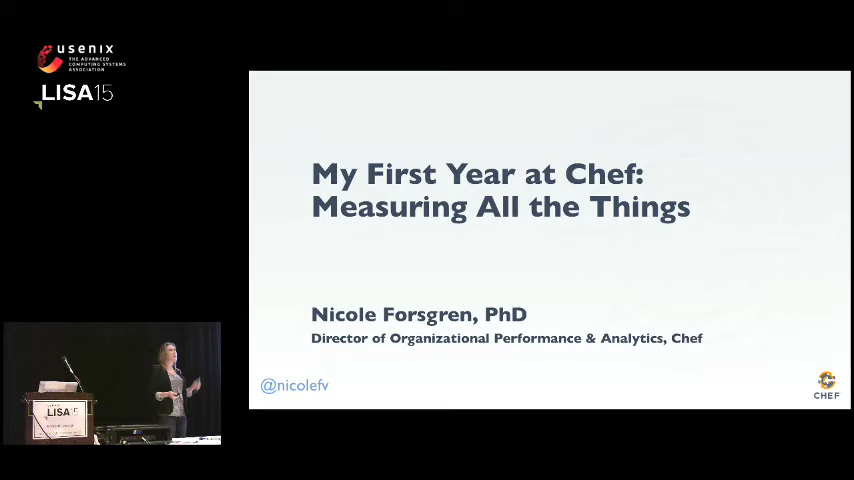 usenix
THE ADVANCED
COMPUTING SYSTEMS
ASSOCIATION
LISA15
My First Year at Chef:
Measuring All the Things
Nicole Forsgren, PhD
Director of Organizational Performance & Analytics, Chef
@nicolefv
CHEF
LISA15